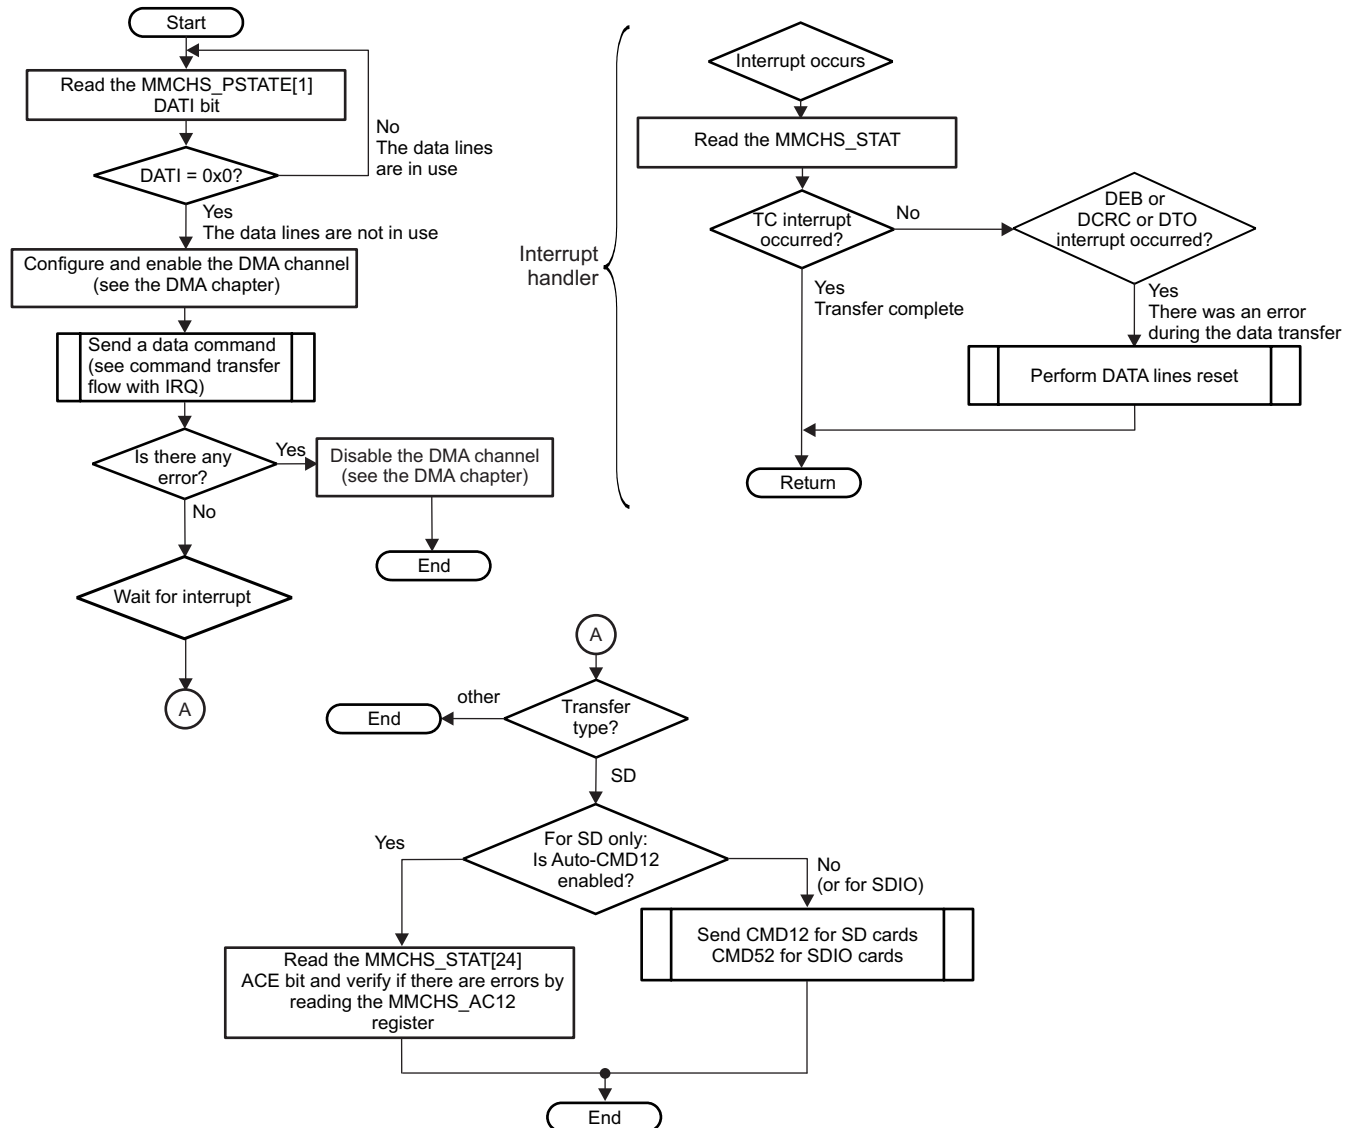 Start
Read the MMCHS_PSTATE[1]
DATI bit
No
The data lines
are in use
DATI = 0x0?
Yes
The data lines are not in use
Configure and enable the DMA channel
(see the DMA chapter)
Send a data command
(see command transfer
flow with IRQ)
Is there any
error?
Yes
Disable the DMA channel
(see the DMA chapter)
End
No
Wait for interrupt
A
Interrupt
handler
Interrupt occurs
Read the MMCHS_STAT
TC interrupt
occurred?
No
DEB or
DCRC or DTO
interrupt occurred?
Yes
Transfer complete
Yes
There was an error
during the data transfer
Perform DATA lines reset
Return
A
Transfer
type?
other
End
SD
For SD only:
Is Auto-CMD12
enabled?
Yes
No
(or for SDIO)
Send CMD12 for SD cards
CMD52 for SDIO cards
Read the MMCHS_STAT[24]
ACE bit and verify if there are errors by
reading the MMCHS_AC12
register
End